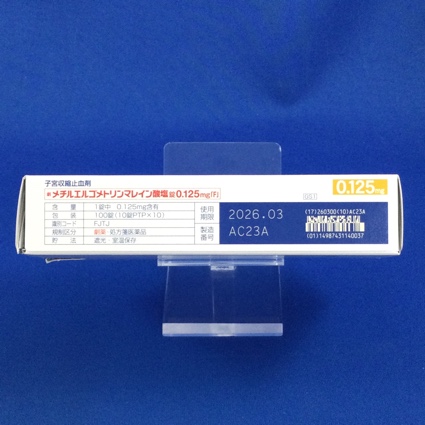 子宮収縮止血剤
メチルエルゴメトリンマレイン酸塩錠0.125mg「F」
0.125mg
含量 1錠中 0.125mg含有
包装 100錠(10錠PTP×10)
識別コード FJTJ
規制区分 劇薬 処方箋医薬品
貯法 遮光 室温保存
使用期限 2026.03
製造番号 AC23A
(17)260300(10)AC23A
(01)14987431140037